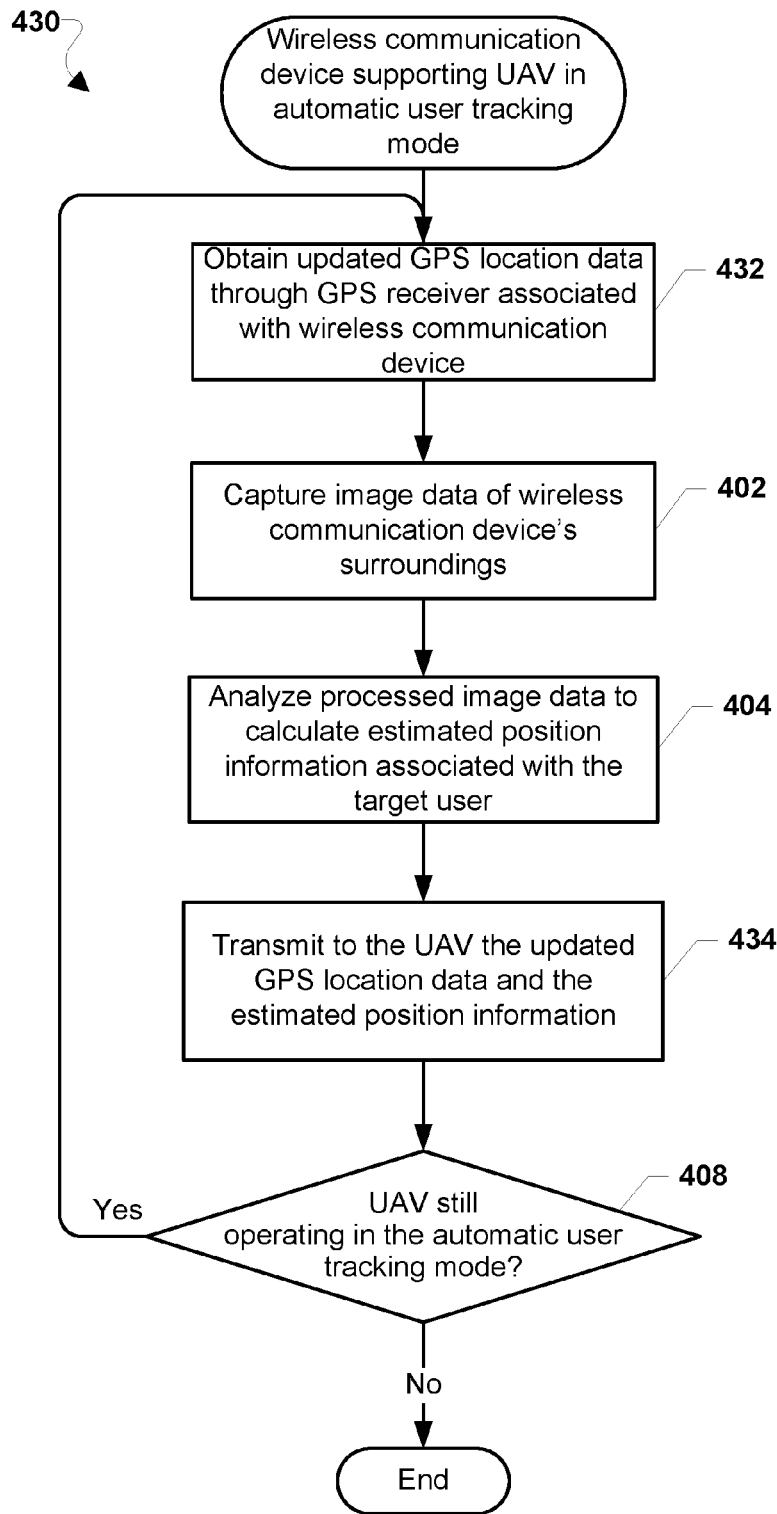 430
Wireless communication
device supporting UAV in
automatic user tracking
mode
Obtain updated GPS location data
through GPS receiver associated
with wireless communication
device
432
Capture image data of wireless
communication device's
surroundings
402
Analyze processed image data to
calculate estimated position
information associated with the
target user
404
Transmit to the UAV the updated
GPS location data and the
estimated position information
434
UAV still
operating in the automatic user
tracking mode?
408
Yes
No
End